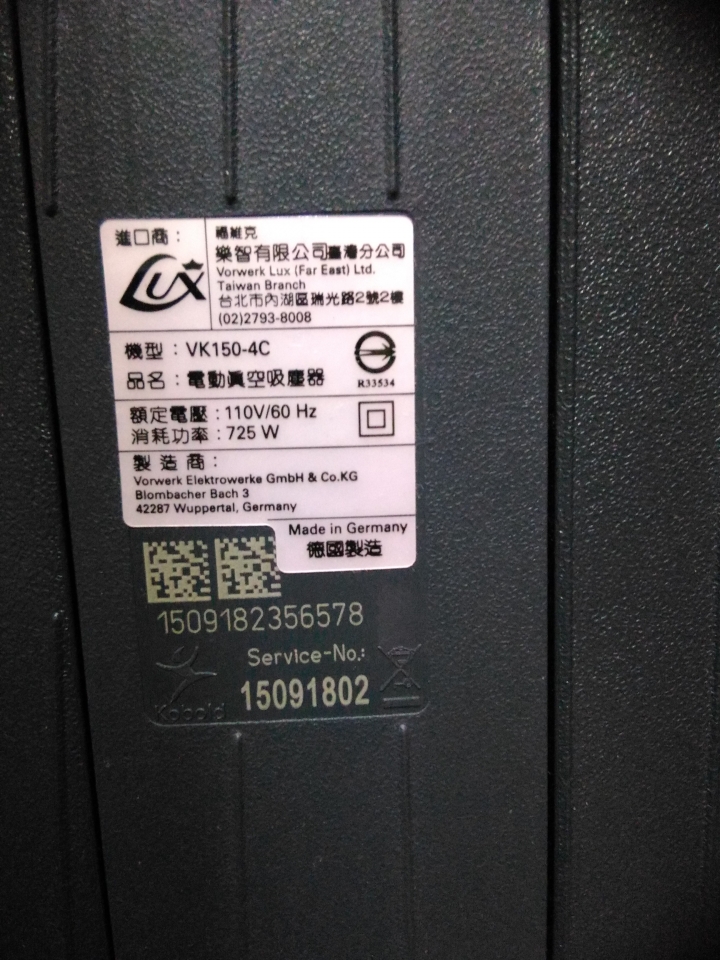 進口商：
LUX
福維克
樂智有限公司臺灣分公司
Vorwerk Lux (Far East) Ltd.
Taiwan Branch
台北市內湖區瑞光路2號2樓
(02)2793-8008
機型：VK150-4C
品名：電動真空吸塵器
R33534
額定電壓：110V/60 Hz
消耗功率：725 W
製造商：
Vorwerk Elektrowerke GmbH & Co.KG
Blombacher Bach 3
42287 Wuppertal, Germany
Made in Germany
德國製造
1509182356578
Service-No.:
15091802
Kobold